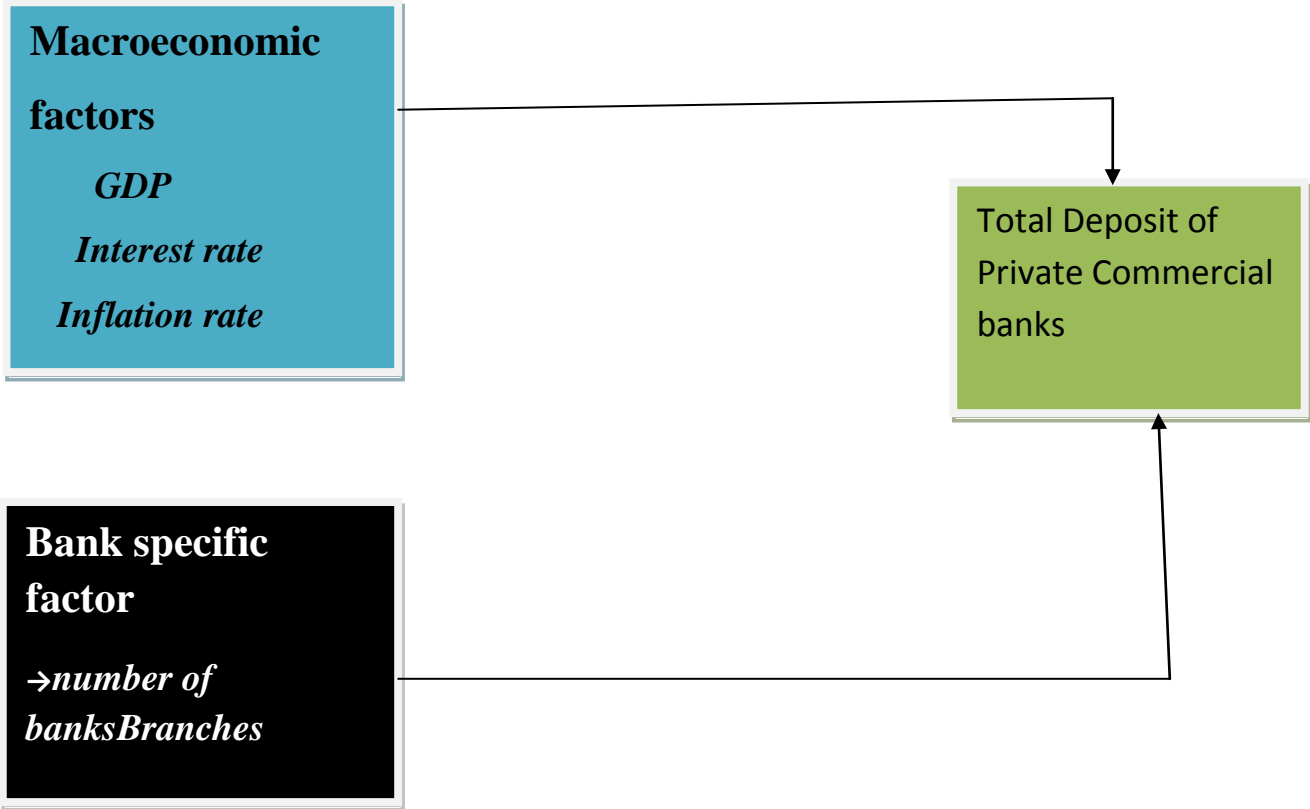 Macroeconomic
factors
GDP
Interest rate
Inflation rate
Total Deposit of
Private Commercial
banks
Bank specific
factor
→number of
banksBranches